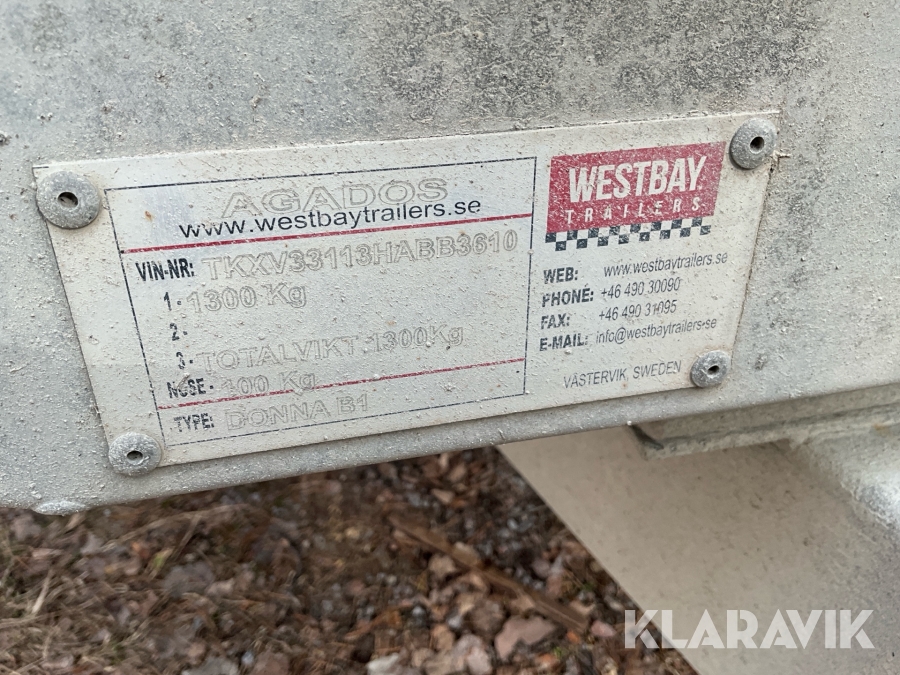 AGADOS
www.westbaytrailers.se
VIN-NR: TKXV33113HABB3610
1 - 1300 Kg
2 -
3 - TOTALVIKT 1300Kg
NOSE - 100 Kg
TYPE: DONNA B1
WESTBAY
TRAILERS
WEB: www.westbaytrailers.se
PHONE: +46 490 30090
FAX: +46 490 31095
E-MAIL: info@westbaytrailers.se
VÄSTERVIK SWEDEN
KLARAVIK